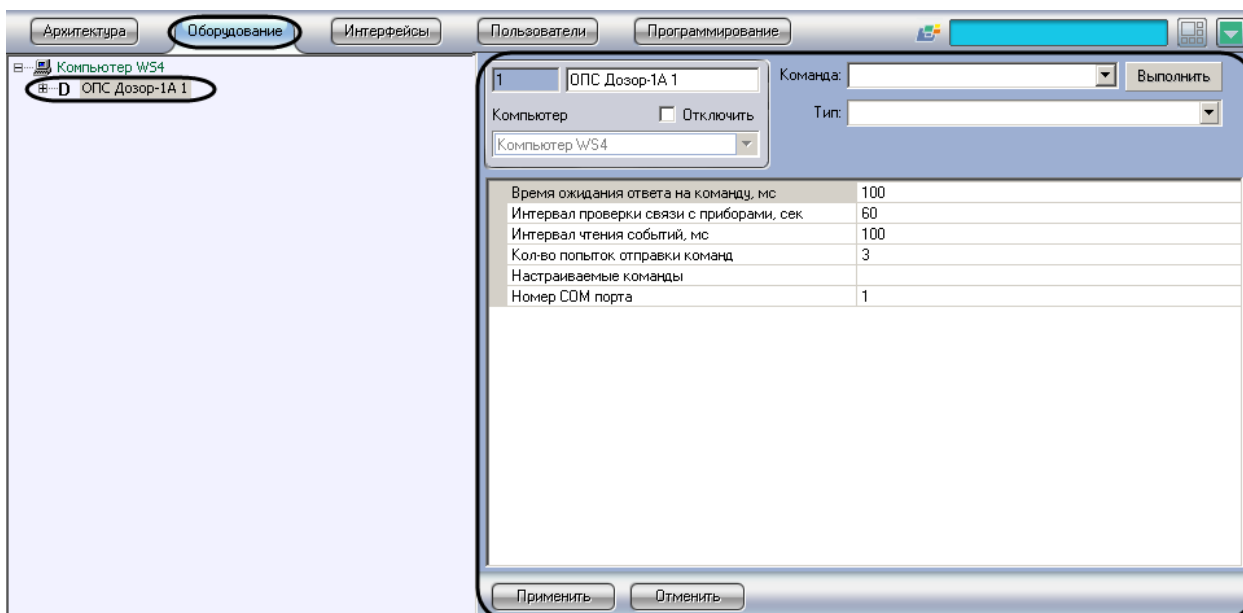 Архитектура Оборудование Интерфейсы Пользователи Программирование
Компьютер WS4
D ОПС Дозор-1А 1
1 ОПС Дозор-1А 1 Команда: Выполнить
Компьютер Отключить Тип:
Компьютер WS4
Время ожидания ответа на команду, мс 100
Интервал проверки связи с приборами, сек 60
Интервал чтения событий, мс 100
Кол-во попыток отправки команд 3
Настраиваемые команды
Номер COM порта 1
Применить Отменить